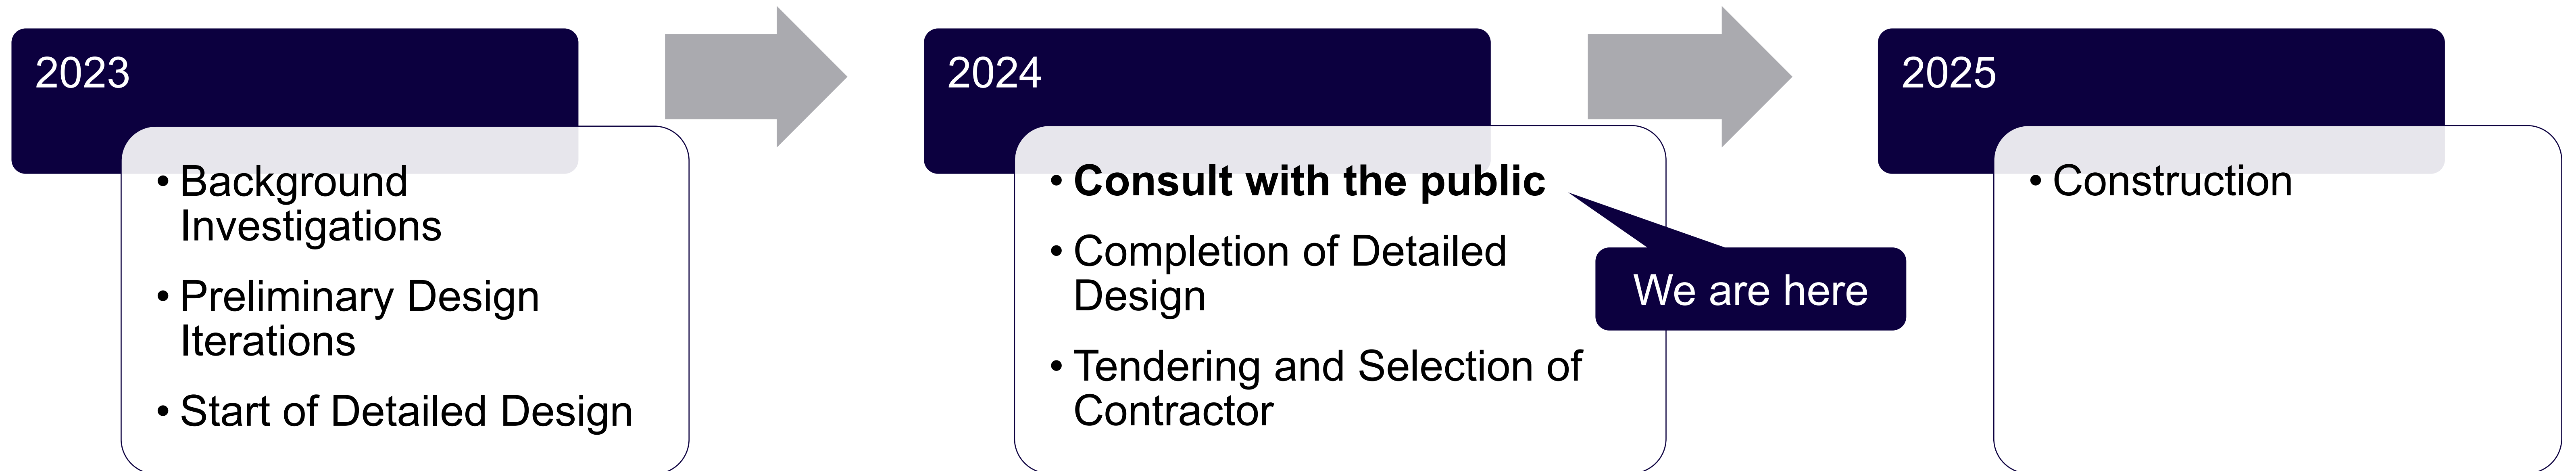 2023
• Background
Investigations
• Preliminary Design
Iterations
• Start of Detailed Design
2024
• Consult with the public
• Completion of Detailed
Design
• Tendering and Selection of
Contractor
We are here
2025
• Construction